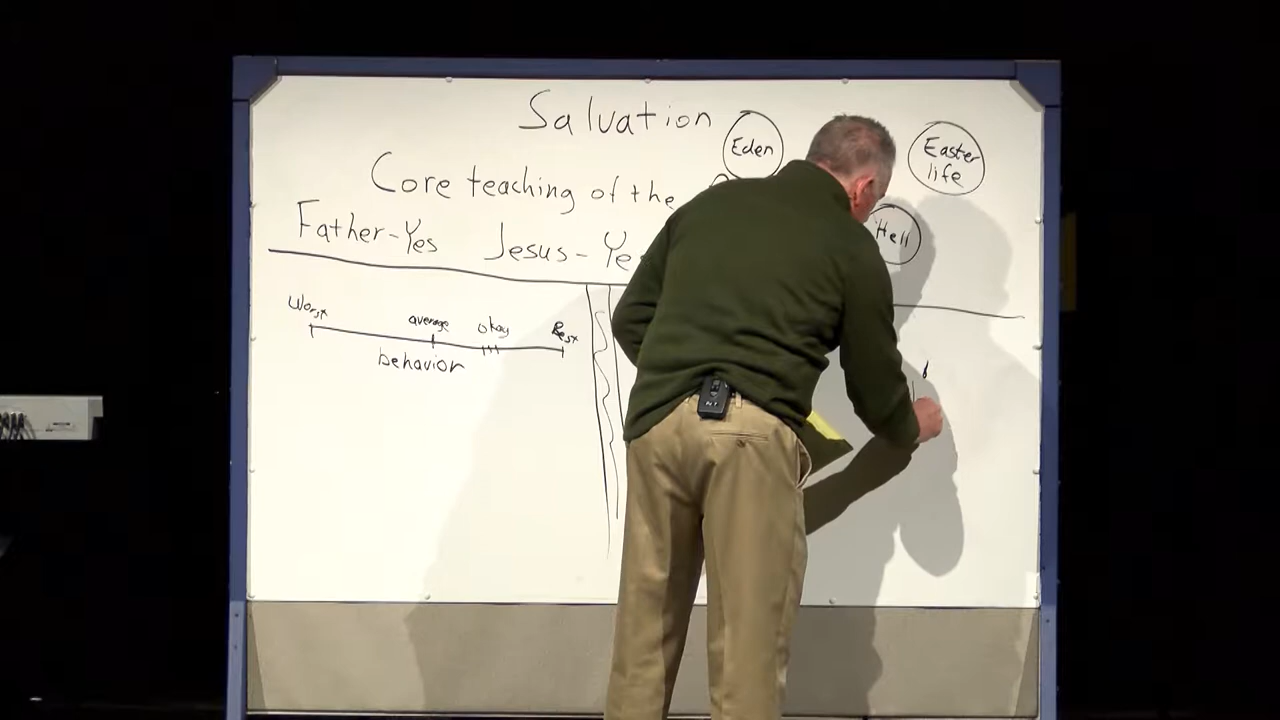 Salvation
Eden
Easter
life
Core teaching of the
Hell
Father-Yes Jesus-Ye
Worst average okay Best
behavior